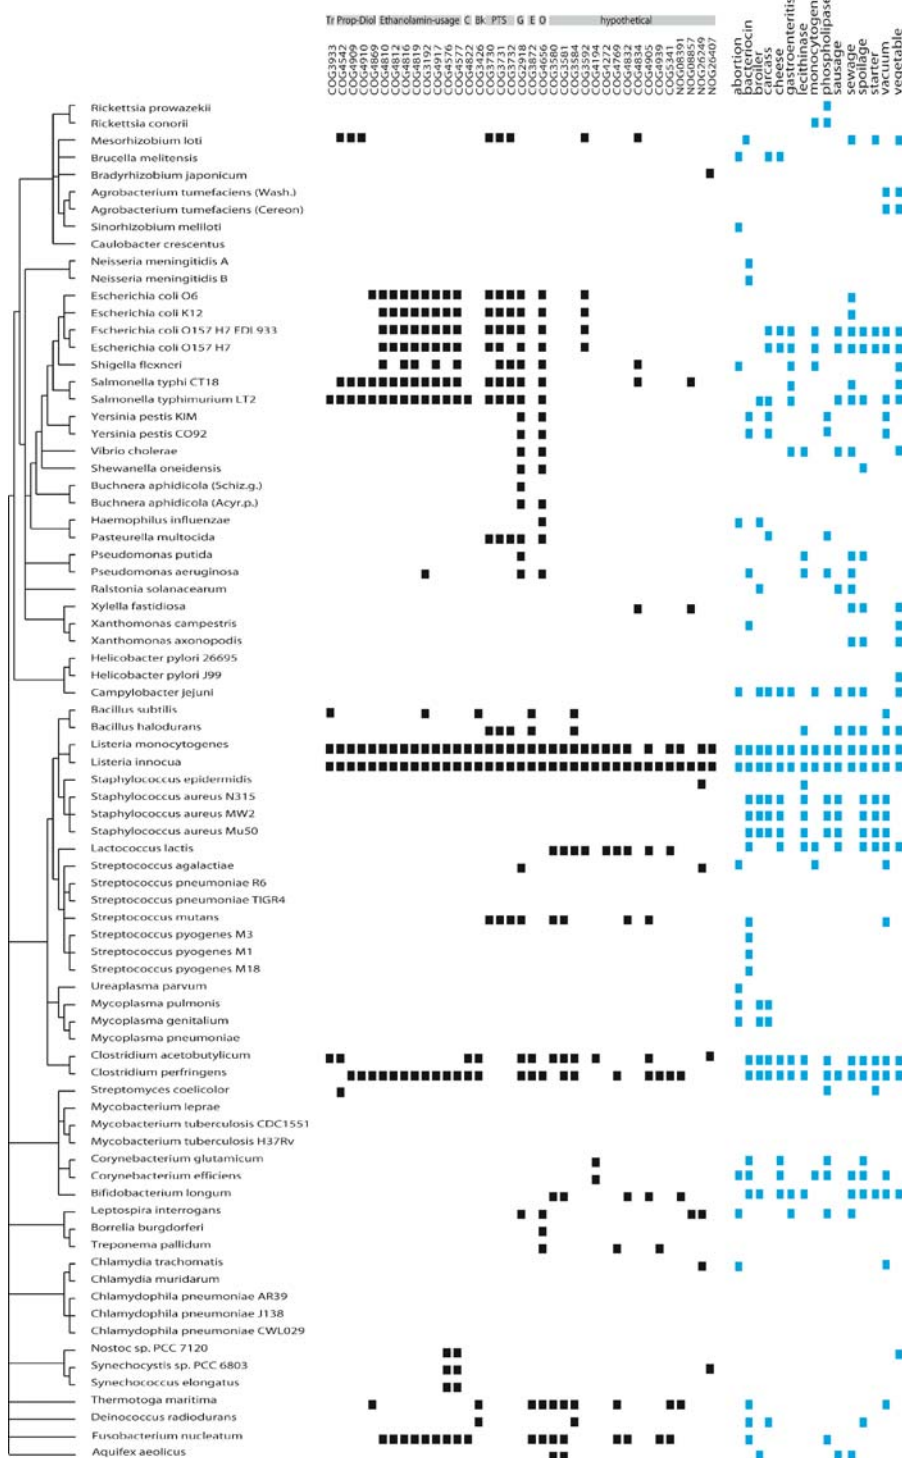 Tr Prop-Diol Ethanolamin-usage C Bk PTS G E O hypothetical
COG3933
COG4542
COG4909
COG4910
COG4869
COG4810
COG4812
COG4816
COG4819
COG3192
COG4917
COG4576
COG4577
COG4822
COG3426
COG3730
COG3731
COG3732
COG2918
COG3872
COG4656
COG3580
COG3581
COG3584
COG3592
COG4194
COG4472
COG4769
COG4832
COG4834
COG4905
COG4939
COG5341
NOG08391
NOG08857
NOG26249
NOG26407
abortion
bacteriocin
broiler
carcass
cheese
gastroenteritis
lecithinase
monocytogen
phospholipase
sausage
sewage
spoilage
starter
vacuum
vegetable
Rickettsia prowazekii
Rickettsia conorii
Mesorhizobium loti
Brucella melitensis
Bradyrhizobium japonicum
Agrobacterium tumefaciens (Wash.)
Agrobacterium tumefaciens (Cereon)
Sinorhizobium meliloti
Caulobacter crescentus
Neisseria meningitidis A
Neisseria meningitidis B
Escherichia coli O6
Escherichia coli K12
Escherichia coli O157 H7 EDL933
Escherichia coli O157 H7
Shigella flexneri
Salmonella typhi CT18
Salmonella typhimurium LT2
Yersinia pestis KIM
Yersinia pestis CO92
Vibrio cholerae
Shewanella oneidensis
Buchnera aphidicola (Schiz.g.)
Buchnera aphidicola (Acyr.p.)
Haemophilus influenzae
Pasteurella multocida
Pseudomonas putida
Pseudomonas aeruginosa
Ralstonia solanacearum
Xylella fastidiosa
Xanthomonas campestris
Xanthomonas axonopodis
Helicobacter pylori 26695
Helicobacter pylori J99
Campylobacter jejuni
Bacillus subtilis
Bacillus halodurans
Listeria monocytogenes
Listeria innocua
Staphylococcus epidermidis
Staphylococcus aureus N315
Staphylococcus aureus MW2
Staphylococcus aureus Mu50
Lactococcus lactis
Streptococcus agalactiae
Streptococcus pneumoniae R6
Streptococcus pneumoniae TIGR4
Streptococcus mutans
Streptococcus pyogenes M3
Streptococcus pyogenes M1
Streptococcus pyogenes M18
Ureaplasma parvum
Mycoplasma pulmonis
Mycoplasma genitalium
Mycoplasma pneumoniae
Clostridium acetobutylicum
Clostridium perfringens
Streptomyces coelicolor
Mycobacterium leprae
Mycobacterium tuberculosis CDC1551
Mycobacterium tuberculosis H37Rv
Corynebacterium glutamicum
Corynebacterium efficiens
Bifidobacterium longum
Leptospira interrogans
Borrelia burgdorferi
Treponema pallidum
Chlamydia trachomatis
Chlamydia muridarum
Chlamydophila pneumoniae AR39
Chlamydophila pneumoniae J138
Chlamydophila pneumoniae CWL029
Nostoc sp. PCC 7120
Synechocystis sp. PCC 6803
Synechococcus elongatus
Thermotoga maritima
Deinococcus radiodurans
Fusobacterium nucleatum
Aquifex aeolicus